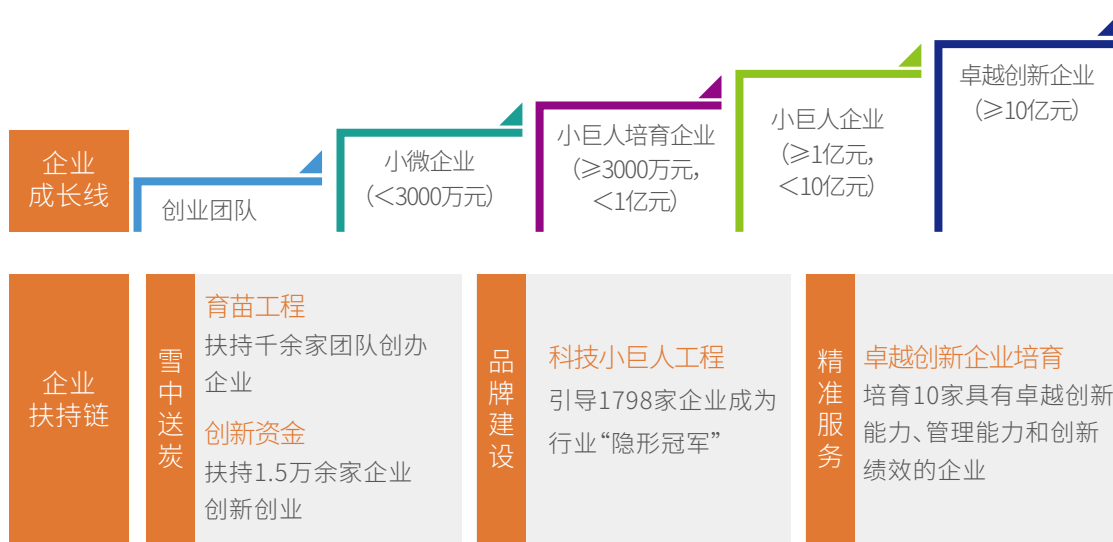 企业
成长线
创业团队
小微企业
(<3000万元)
小巨人培育企业
(≥3000万元,
<1亿元)
小巨人企业
(≥1亿元,
<10亿元)
卓越创新企业
(≥10亿元)
企业
扶持链
雪中送炭
育苗工程
扶持千余家团队创办
企业
创新资金
扶持1.5万余家企业
创新创业
品牌建设
科技小巨人工程
引导1798家企业成为
行业“隐形冠军”
精准服务
卓越创新企业培育
培育10家具有卓越创新
能力、管理能力和创新
绩效的企业